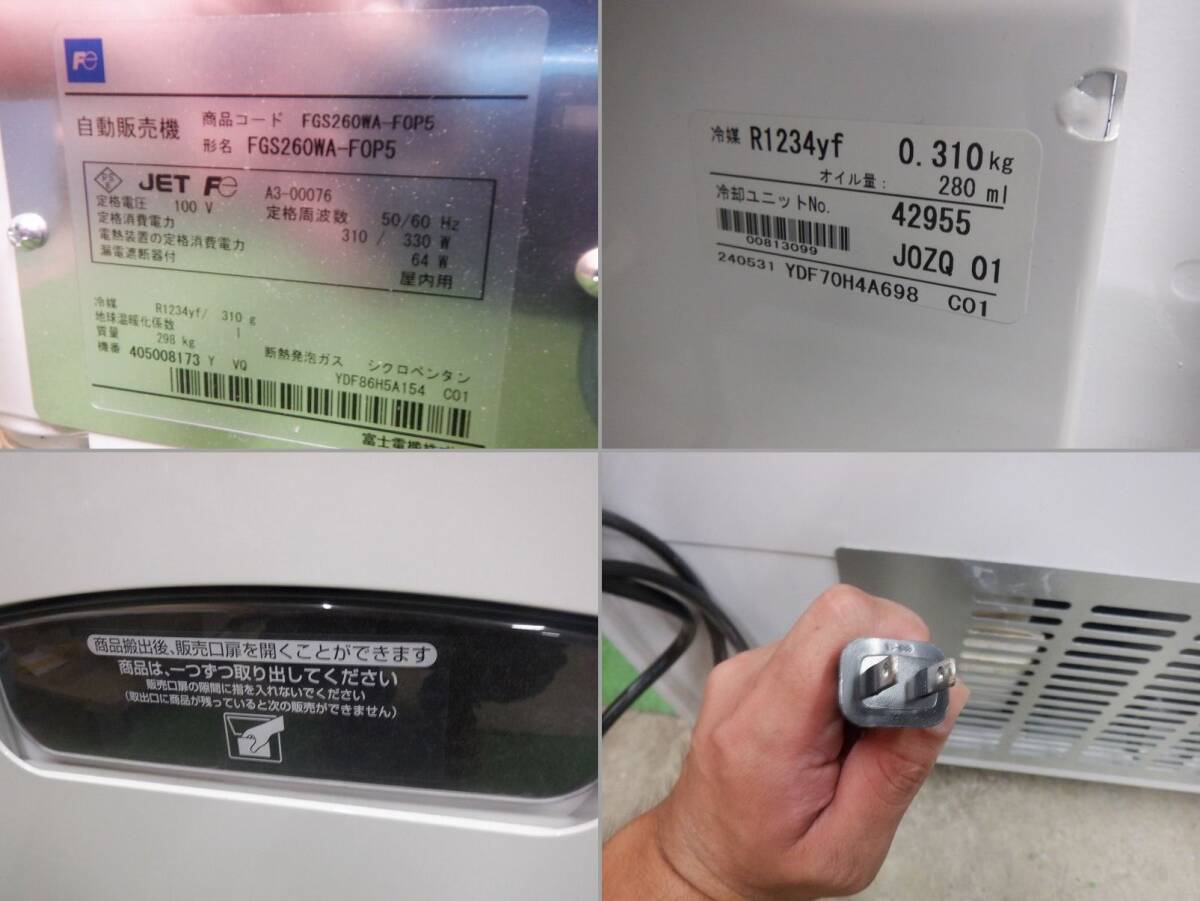 Fe
自動販売機 商品コード FGS260WA-F0P5
形名 FGS260WA-F0P5
PSE JET Fe A3-00076
定格電圧 100 V 定格周波数 50/60 Hz
定格消費電力 310 / 330 W
電熱装置の定格消費電力 64 W
漏電遮断器付 屋内用
冷媒 R1234yf/ 310 g
地球温暖化係数 1
質量 298 kg 断熱発泡ガス シクロペンタン
機番 405008173 Y VQ YDF86H5A154 C01
富士電機株
冷媒 R1234yf 0.310kg
オイル量: 280 ml
冷却ユニットNo. 42955
00813099 J0ZQ 01
240531 YDF70H4A698 C01
商品搬出後、販売口扉を開くことができます
商品は、一つずつ取り出してください
販売口扉の隙間に指を入れないでください
(取出口に商品が残っていると次の販売ができません)